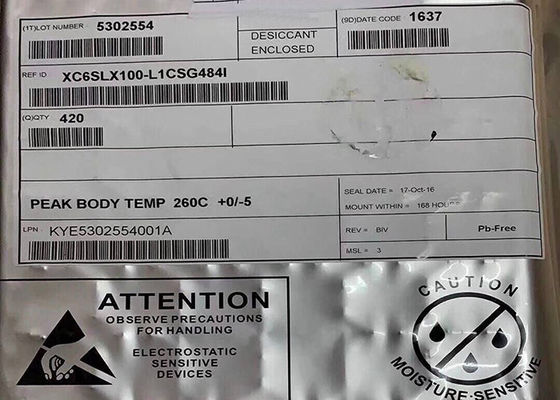 (1T)LOT NUMBER 5302554
DESICCANT
ENCLOSED
(9D)DATE CODE 1637
REF ID XC6SLX100-L1CSG484I
(Q)QTY 420
PEAK BODY TEMP 260C +0/-5
SEAL DATE = 17-Oct-16
MOUNT WITHIN = 168 HOURS
LPN KYE5302554001A
REV = BIV
Pb-Free
MSL = 3
ATTENTION
OBSERVE PRECAUTIONS
FOR HANDLING
ELECTROSTATIC
SENSITIVE
DEVICES
CAUTION
MOISTURE-SENSITIVE